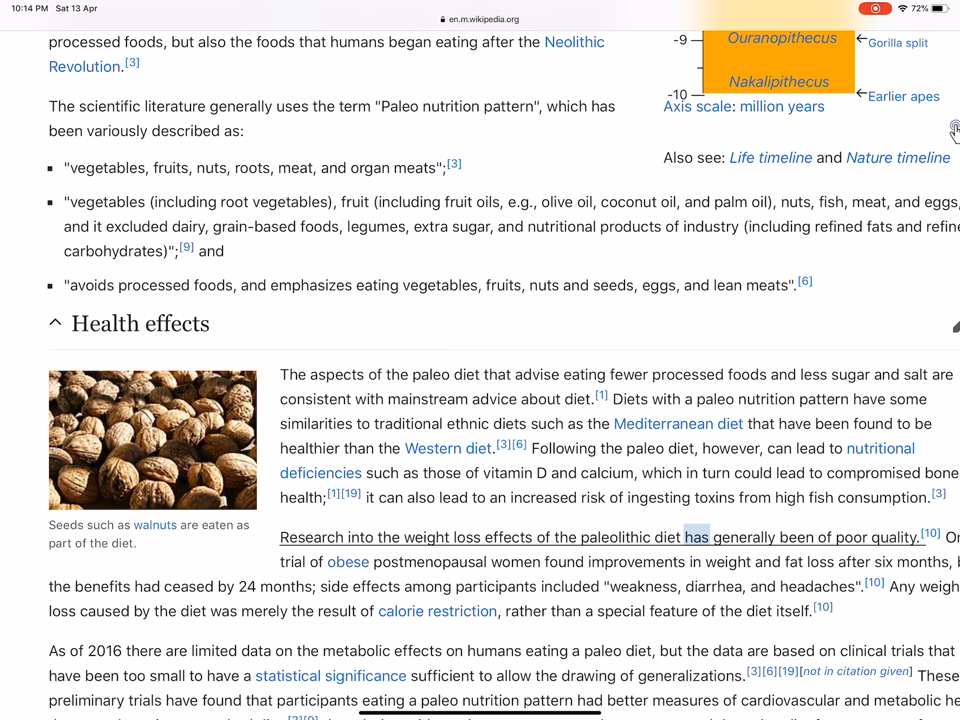 10:14 PM Sat 13 Apr
en.m.wikipedia.org
72%
processed foods, but also the foods that humans began eating after the Neolithic
Revolution.[3]
The scientific literature generally uses the term "Paleo nutrition pattern", which has
been variously described as:
"vegetables, fruits, nuts, roots, meat, and organ meats";[3]
-9
Ouranopithecus
Gorilla split
Nakalipithecus
-10
Earlier apes
Axis scale: million years
Also see: Life timeline and Nature timeline
"vegetables (including root vegetables), fruit (including fruit oils, e.g., olive oil, coconut oil, and palm oil), nuts, fish, meat, and eggs,
and it excluded dairy, grain-based foods, legumes, extra sugar, and nutritional products of industry (including refined fats and refine
carbohydrates)";[9] and
"avoids processed foods, and emphasizes eating vegetables, fruits, nuts and seeds, eggs, and lean meats".[6]
Health effects
Seeds such as walnuts are eaten as
part of the diet.
The aspects of the paleo diet that advise eating fewer processed foods and less sugar and salt are
consistent with mainstream advice about diet.[1] Diets with a paleo nutrition pattern have some
similarities to traditional ethnic diets such as the Mediterranean diet that have been found to be
healthier than the Western diet.[3][6] Following the paleo diet, however, can lead to nutritional
deficiencies such as those of vitamin D and calcium, which in turn could lead to compromised bone
health;[1][19] it can also lead to an increased risk of ingesting toxins from high fish consumption.[3]
Research into the weight loss effects of the paleolithic diet has generally been of poor quality.[10] On
trial of obese postmenopausal women found improvements in weight and fat loss after six months, b
the benefits had ceased by 24 months; side effects among participants included "weakness, diarrhea, and headaches".[10] Any weigh
loss caused by the diet was merely the result of calorie restriction, rather than a special feature of the diet itself.[10]
As of 2016 there are limited data on the metabolic effects on humans eating a paleo diet, but the data are based on clinical trials that
have been too small to have a statistical significance sufficient to allow the drawing of generalizations.[3][6][19][not in citation given] These
preliminary trials have found that participants eating a paleo nutrition pattern had better measures of cardiovascular and metabolic he
[3][9]